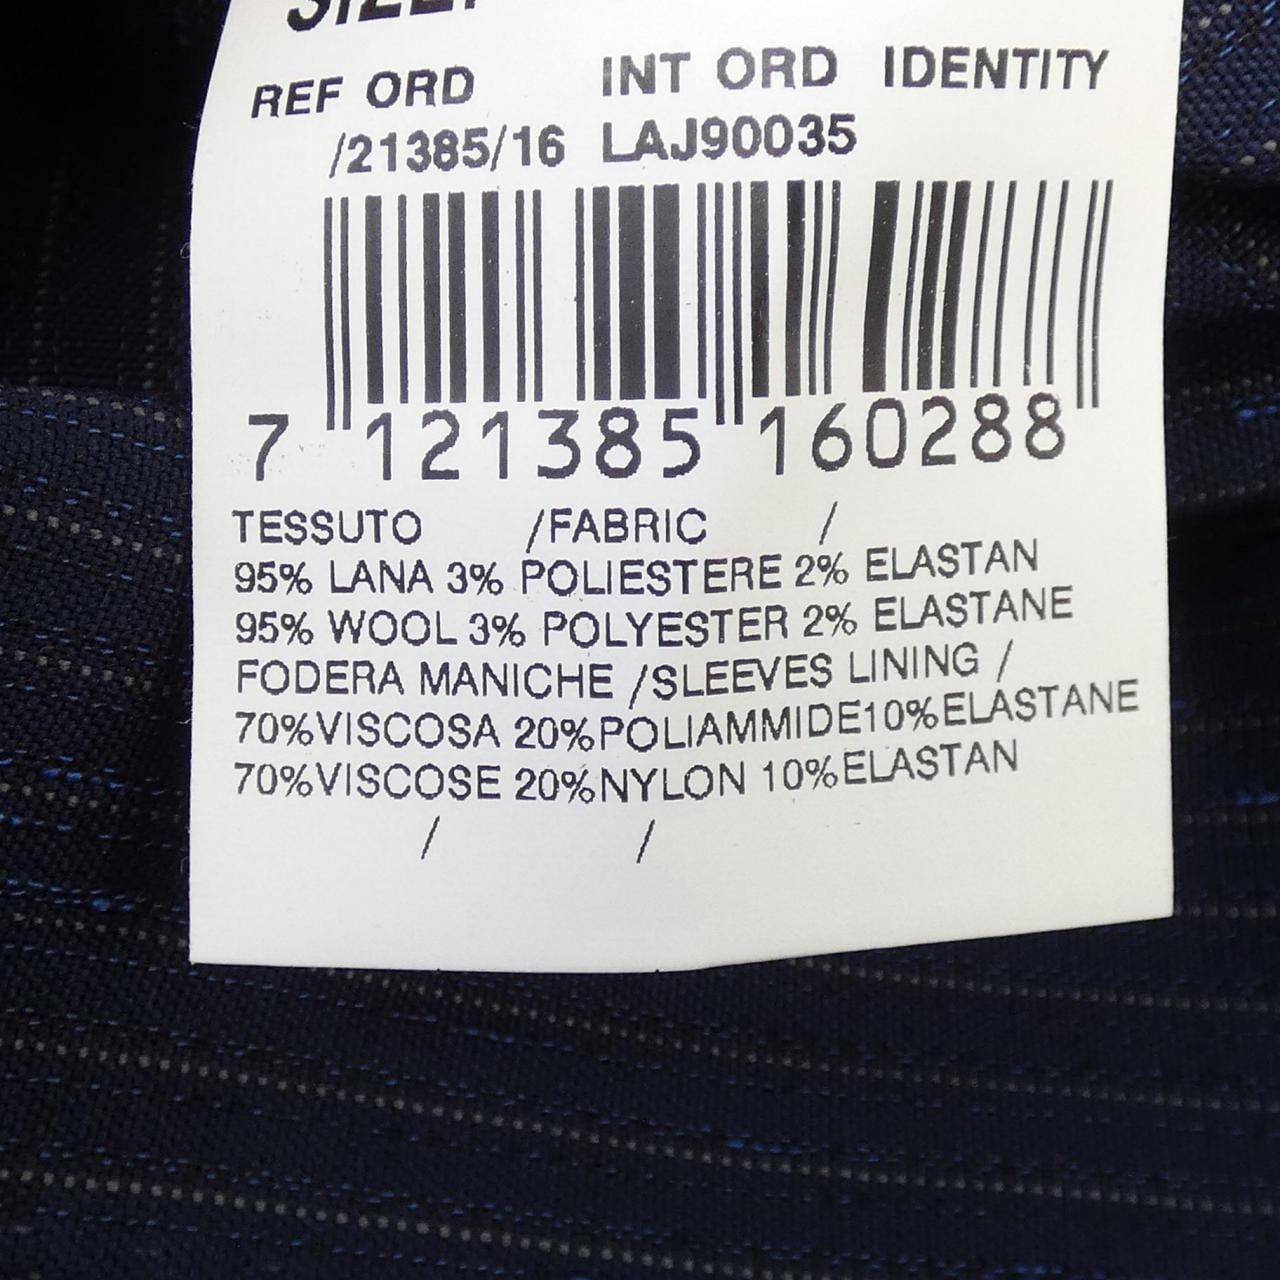 SIZE:
REF ORD INT ORD IDENTITY
/21385/16 LAJ90035
7 121385 160288
TESSUTO /FABRIC /
95% LANA 3% POLIESTERE 2% ELASTAN
95% WOOL 3% POLYESTER 2% ELASTANE
FODERA MANICHE /SLEEVES LINING /
70%VISCOSA 20%POLIAMMIDE10%ELASTANE
70%VISCOSE 20%NYLON 10%ELASTAN
/ /